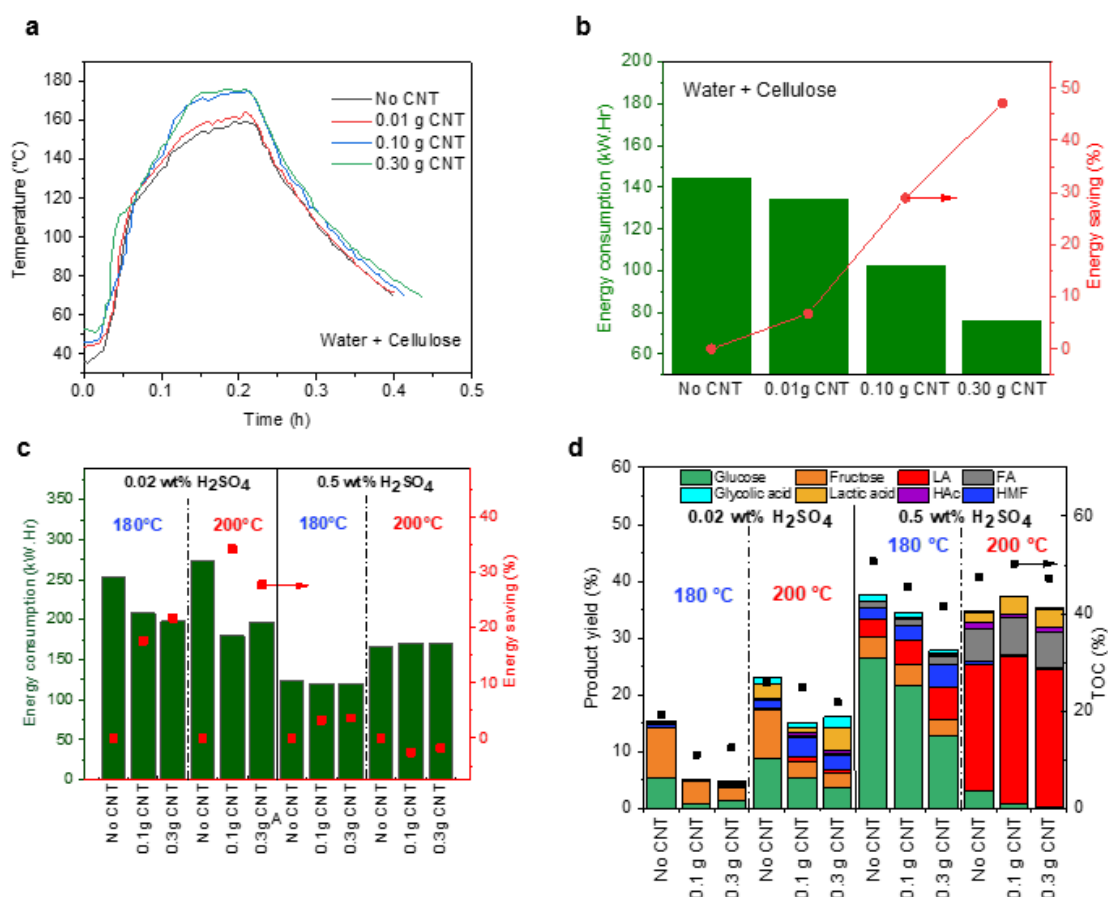 a
Temperature (ºC)
180
160
140
120
100
80
60
40
No CNT
0.01 g CNT
0.10 g CNT
0.30 g CNT
Water + Cellulose
0.0
0.1
0.2
0.3
0.4
0.5
Time (h)
b
Energy consumption (kW.Hr)
200
180
160
140
120
100
80
60
Water + Cellulose
50
40
30
20
10
0
Energy saving (%)
No CNT
0.01g CNT
0.10 g CNT
0.30 g CNT
c
Energy consumption (kW.Hr)
350
300
250
200
150
100
50
0
0.02 wt% H₂SO₄
0.5 wt% H₂SO₄
180ºC
200ºC
180ºC
200ºC
40
30
20
10
0
Energy saving (%)
No CNT
0.1g CNT
0.3g CNT
No CNT
0.1g CNT
0.3g CNT
A
No CNT
0.1g CNT
0.3g CNT
No CNT
0.1g CNT
0.3g CNT
d
Product yield (%)
60
50
40
30
20
10
0
Glucose
Fructose
LA
FA
Glycolic acid
Lactic acid
HAc
HMF
0.02 wt% H₂SO₄
0.5 wt% H₂SO₄
180 °C
200 °C
180 °C
200 °C
60
40
20
0
TOC (%)
No CNT
0.1 g CNT
0.3 g CNT
No CNT
0.1 g CNT
0.3 g CNT
No CNT
0.1 g CNT
0.3 g CNT
No CNT
0.1 g CNT
0.3 g CNT